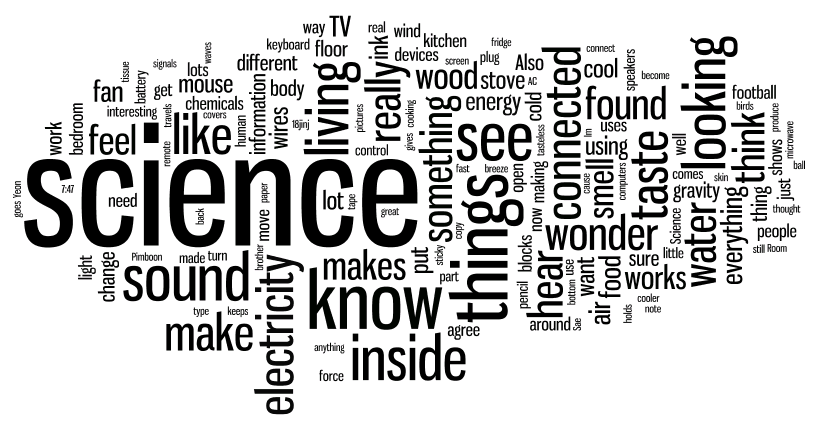 way TV real wind fridge
keyboard floor ink kitchen connect
signals waves different devices screen plug Also
tissue lots really wood stove AC cool speakers looking
battery get mouse body energy cold connected become
fan chemicals information living found football
interesting travels covers wires 18jinj pictures cooking birds
work bedroom feel like human control gives something see tasteless Im uses taste well think produce microwave
remote fast breeze using shows ball
science open making cause smell computers comes skin
goes Yeon 7:47 need back paper lot tape great things now gravity everything thing just thought
move copy wonder Science water people
brother sticky still Room
light Pimboon made turn makes put blocks hear use want food sure little
change sound electricity know part pencil bottom air works
type keeps agree around Sae holds cooler note
make anything inside
force